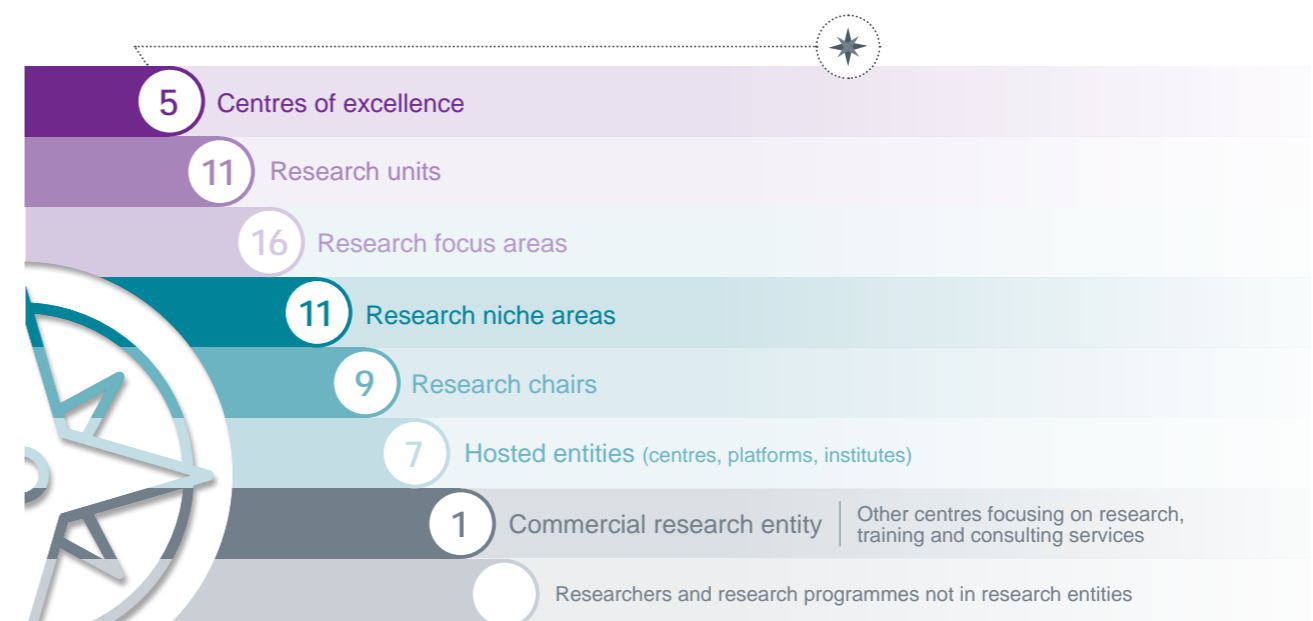 5 Centres of excellence
11 Research units
16 Research focus areas
11 Research niche areas
9 Research chairs
7 Hosted entities (centres, platforms, institutes)
1 Commercial research entity
Other centres focusing on research,
training and consulting services
Researchers and research programmes not in research entities